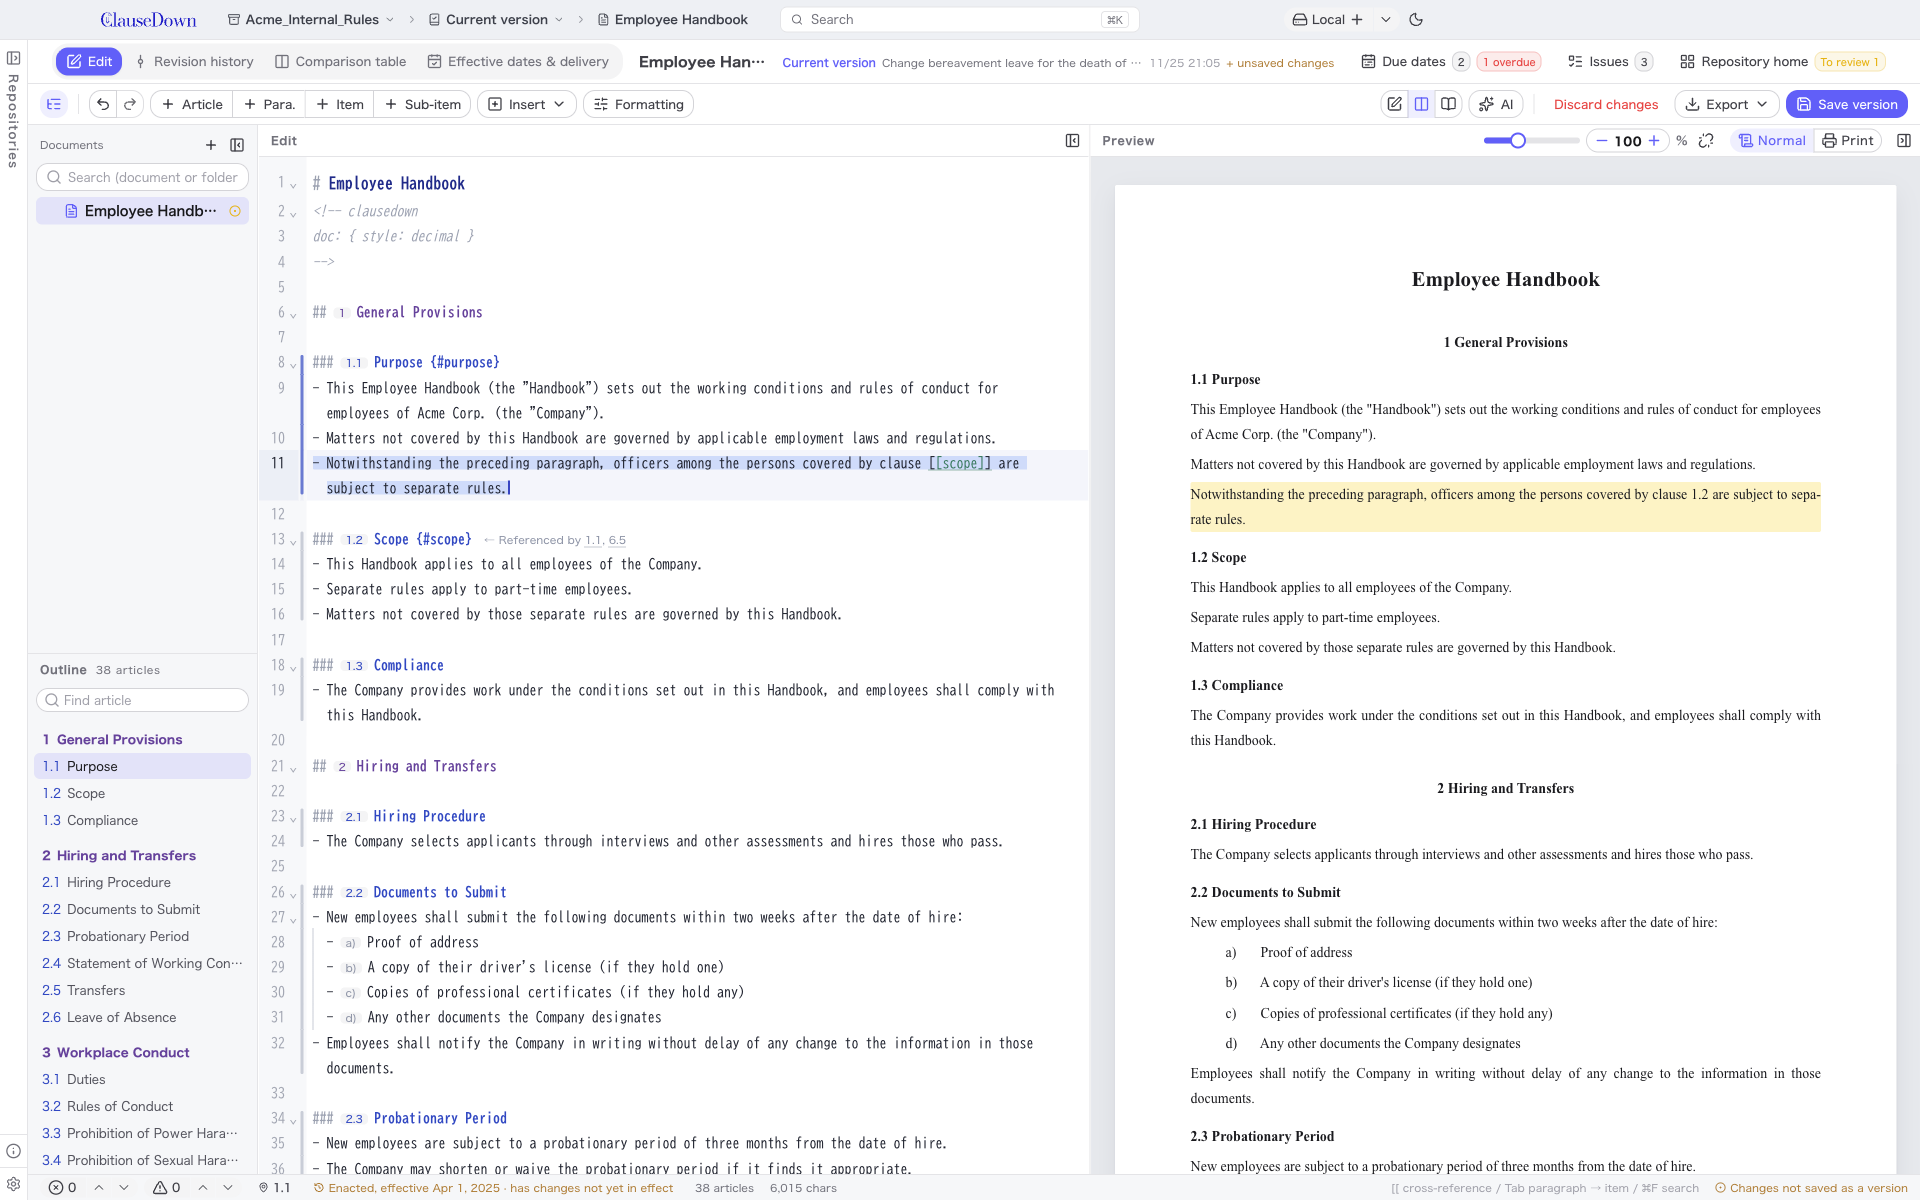 ClauseDown
Acme_Internal_Rules
Current version
Employee Handbook
Search
⌘K
Local
Edit
Revision history
Comparison table
Effective dates & delivery
Employee Han···
Current version Change bereavement leave for the death of ··· 11/25 21:05 + unsaved changes
Due dates 2 1 overdue
Issues 3
Repository home To review 1
Repositories
+ Article
+ Para.
+ Item
+ Sub-item
Insert
Formatting
AI
Discard changes
Export
Save version
Documents
Search (document or folder
Employee Handb···
Outline 38 articles
Find article
1 General Provisions
1.1 Purpose
1.2 Scope
1.3 Compliance
2 Hiring and Transfers
2.1 Hiring Procedure
2.2 Documents to Submit
2.3 Probationary Period
2.4 Statement of Working Con···
2.5 Transfers
2.6 Leave of Absence
3 Workplace Conduct
3.1 Duties
3.2 Rules of Conduct
3.3 Prohibition of Power Hara···
3.4 Prohibition of Sexual Hara···
Edit
1 # Employee Handbook
2 <!-- clausedown
3 doc: { style: decimal }
4 -->
5
6 ## 1 General Provisions
7
8 ### 1.1 Purpose {#purpose}
9 - This Employee Handbook (the "Handbook") sets out the working conditions and rules of conduct for
employees of Acme Corp. (the "Company").
10 - Matters not covered by this Handbook are governed by applicable employment laws and regulations.
11 - Notwithstanding the preceding paragraph, officers among the persons covered by clause [[scope]] are
subject to separate rules.
12
13 ### 1.2 Scope {#scope} ← Referenced by 1.1, 6.5
14 - This Handbook applies to all employees of the Company.
15 - Separate rules apply to part-time employees.
16 - Matters not covered by those separate rules are governed by this Handbook.
17
18 ### 1.3 Compliance
19 - The Company provides work under the conditions set out in this Handbook, and employees shall comply with
this Handbook.
20
21 ## 2 Hiring and Transfers
22
23 ### 2.1 Hiring Procedure
24 - The Company selects applicants through interviews and other assessments and hires those who pass.
25
26 ### 2.2 Documents to Submit
27 - New employees shall submit the following documents within two weeks after the date of hire:
28 - a) Proof of address
29 - b) A copy of their driver's license (if they hold one)
30 - c) Copies of professional certificates (if they hold any)
31 - d) Any other documents the Company designates
32 - Employees shall notify the Company in writing without delay of any change to the information in those
documents.
33
34 ### 2.3 Probationary Period
35 - New employees are subject to a probationary period of three months from the date of hire.
36 - The Company may shorten or waive the probationary period if it finds it appropriate.
Preview
− 100 + %
Normal
Print
Employee Handbook
1 General Provisions
1.1 Purpose
This Employee Handbook (the "Handbook") sets out the working conditions and rules of conduct for employees
of Acme Corp. (the "Company").
Matters not covered by this Handbook are governed by applicable employment laws and regulations.
Notwithstanding the preceding paragraph, officers among the persons covered by clause 1.2 are subject to sepa-
rate rules.
1.2 Scope
This Handbook applies to all employees of the Company.
Separate rules apply to part-time employees.
Matters not covered by those separate rules are governed by this Handbook.
1.3 Compliance
The Company provides work under the conditions set out in this Handbook, and employees shall comply with
this Handbook.
2 Hiring and Transfers
2.1 Hiring Procedure
The Company selects applicants through interviews and other assessments and hires those who pass.
2.2 Documents to Submit
New employees shall submit the following documents within two weeks after the date of hire:
a) Proof of address
b) A copy of their driver's license (if they hold one)
c) Copies of professional certificates (if they hold any)
d) Any other documents the Company designates
Employees shall notify the Company in writing without delay of any change to the information in those
documents.
2.3 Probationary Period
New employees are subject to a probationary period of three months from the date of hire.
0
0
1.1
Enacted, effective Apr 1, 2025 · has changes not yet in effect
38 articles
6,015 chars
[[ cross-reference / Tab paragraph → item / ⌘F search
Changes not saved as a version